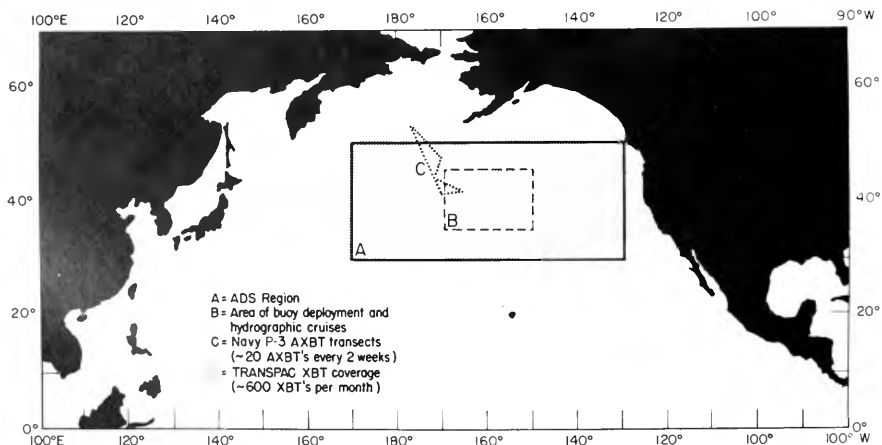 100° 120° 140° 160° 180° 160° 140° 120° 100° 90° W
60° 60°
C
40° B 40°
A
A = ADS Region
B = Area of buoy deployment and
hydrographic cruises
20° 20°
C = Navy P-3 AXBT transects
(~20 AXBT's every 2 weeks)
= TRANSPAC XBT coverage
(~600 XBT's per month)
0° 0°
100°E 120° 140° 160° 180° 160° 140° 120° 100° W